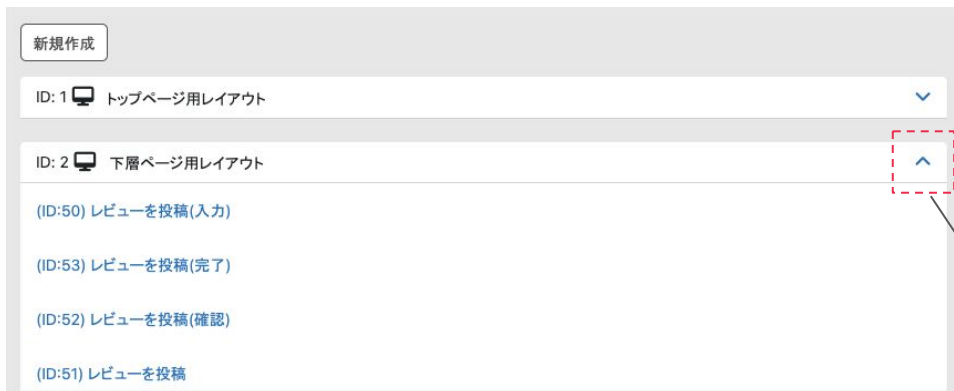 新規作成
ID: 1 トップページ用レイアウト
ID: 2 下層ページ用レイアウト
(ID:50) レビューを投稿(入力)
(ID:53) レビューを投稿(完了)
(ID:52) レビューを投稿(確認)
(ID:51) レビューを投稿